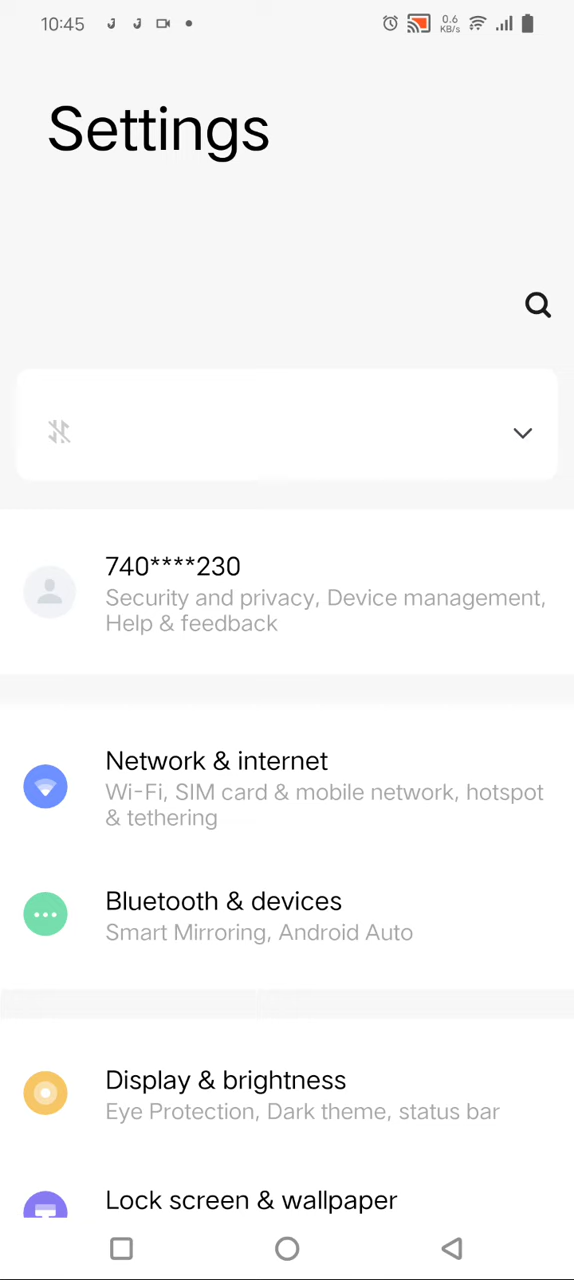 10:45
0.6
KB/s
Settings
740****230
Security and privacy, Device management,
Help & feedback
Network & internet
Wi-Fi, SIM card & mobile network, hotspot
& tethering
Bluetooth & devices
Smart Mirroring, Android Auto
Display & brightness
Eye Protection, Dark theme, status bar
Lock screen & wallpaper